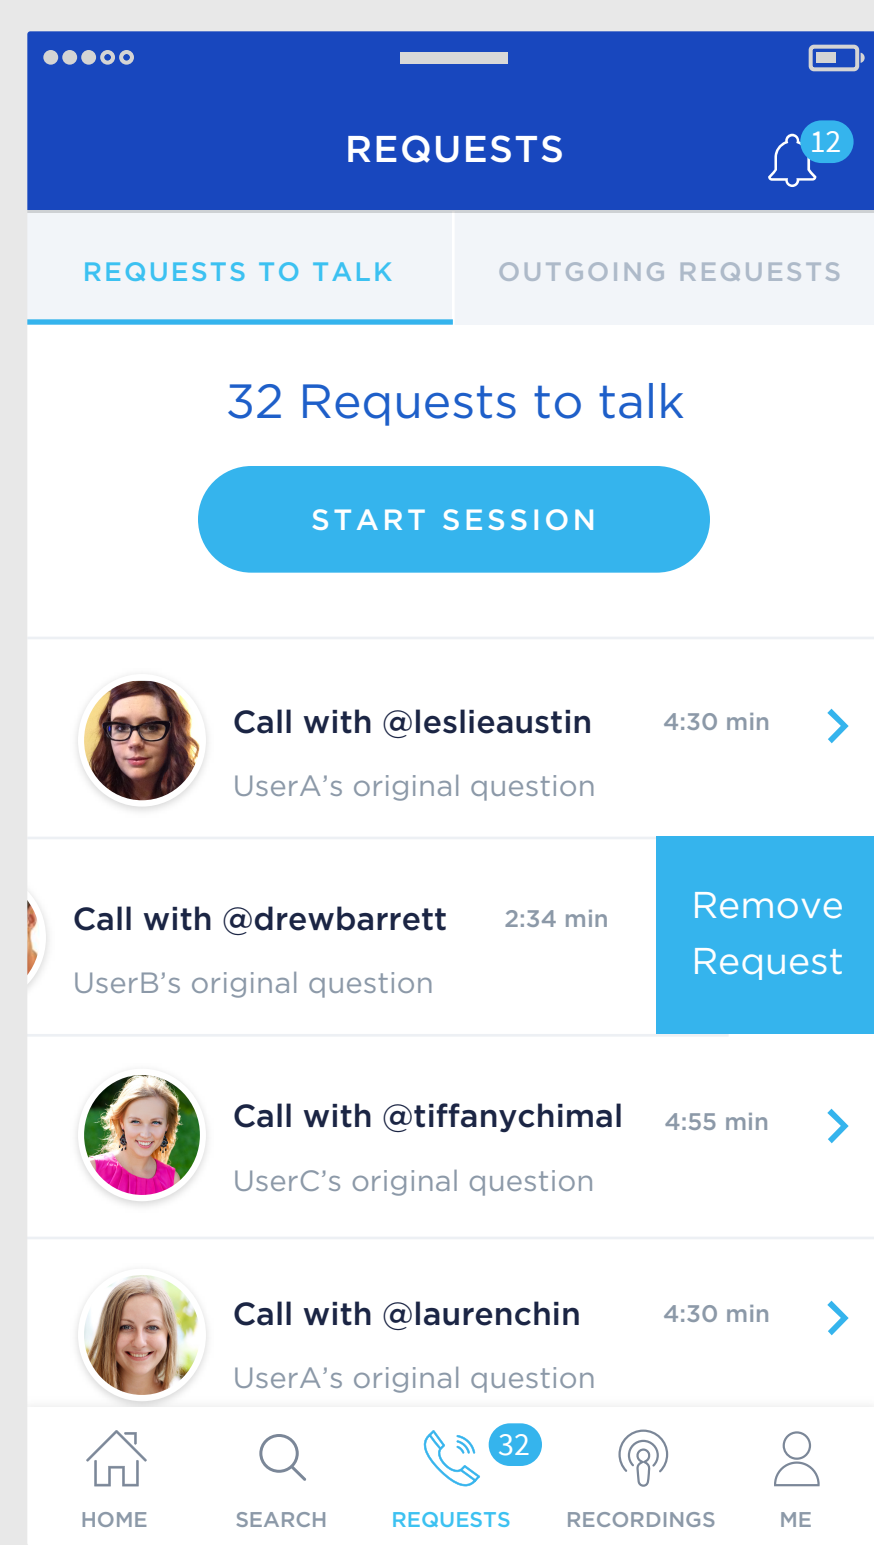 REQUESTS
12
REQUESTS TO TALK
OUTGOING REQUESTS
32 Requests to talk
START SESSION
Call with @leslieaustin
4:30 min
UserA’s original question
Call with @drewbarrett
2:34 min
UserB’s original question
Remove
Request
Call with @tiffanychimal
4:55 min
UserC’s original question
Call with @laurenchin
4:30 min
UserA’s original question
32
HOME
SEARCH
REQUESTS
RECORDINGS
ME